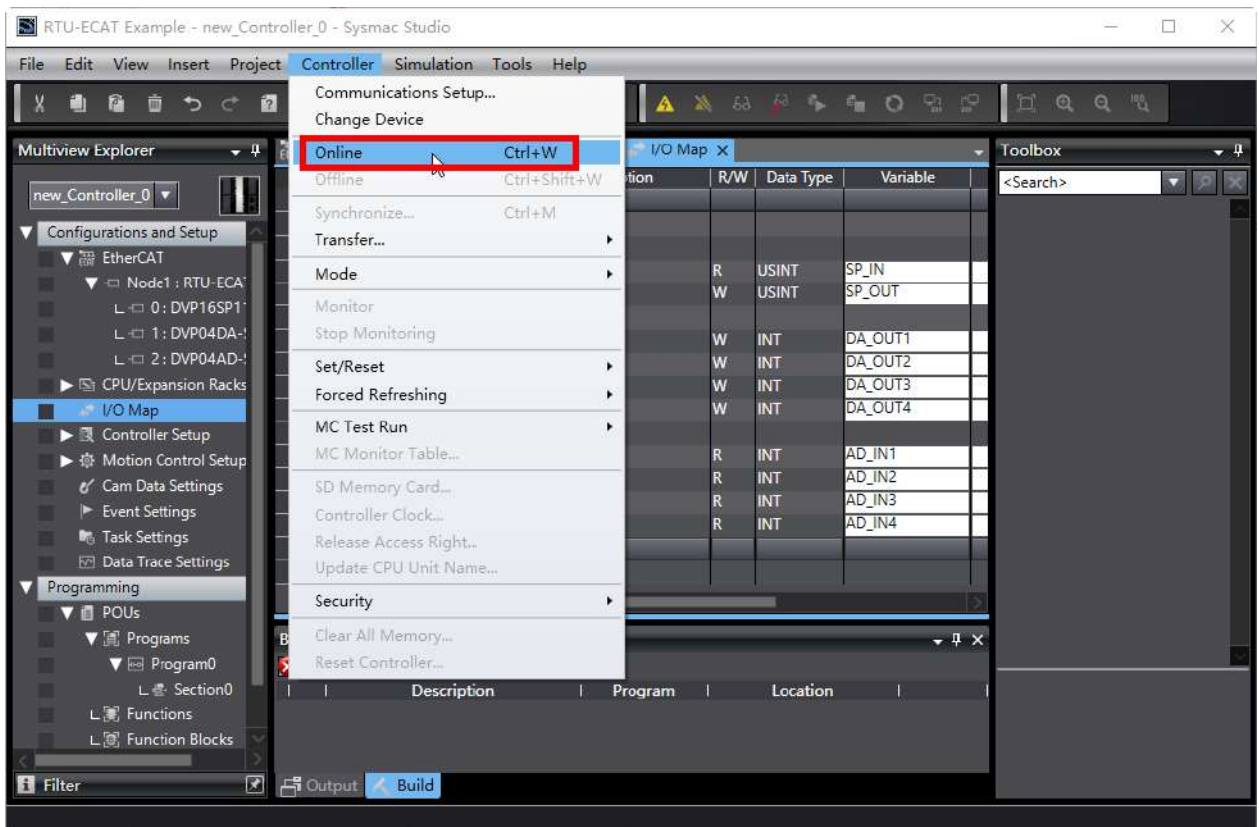 RTU-ECAT Example - new_Controller_0 - Sysmac Studio
File Edit View Insert Project Controller Simulation Tools Help
Communications Setup...
Change Device
Online Ctrl+W
Offline Ctrl+Shift+W
Synchronize... Ctrl+M
Transfer...
Mode
Monitor
Stop Monitoring
Set/Reset
Forced Refreshing
MC Test Run
MC Monitor Table...
SD Memory Card...
Controller Clock...
Release Access Right...
Update CPU Unit Name...
Security
Clear All Memory...
Reset Controller...
Multiview Explorer
new_Controller_0
Configurations and Setup
EtherCAT
Node1 : RTU-ECA
0 : DVP16SP1
1 : DVP04DA-
2 : DVP04AD-
CPU/Expansion Racks
I/O Map
Controller Setup
Motion Control Setup
Cam Data Settings
Event Settings
Task Settings
Data Trace Settings
Programming
POUs
Programs
Program0
Section0
Functions
Function Blocks
Filter
I/O Map X
tion R/W Data Type Variable
R USINT SP_IN
W USINT SP_OUT
W INT DA_OUT1
W INT DA_OUT2
W INT DA_OUT3
W INT DA_OUT4
R INT AD_IN1
R INT AD_IN2
R INT AD_IN3
R INT AD_IN4
Description Program Location
Output Build
Toolbox
<Search>